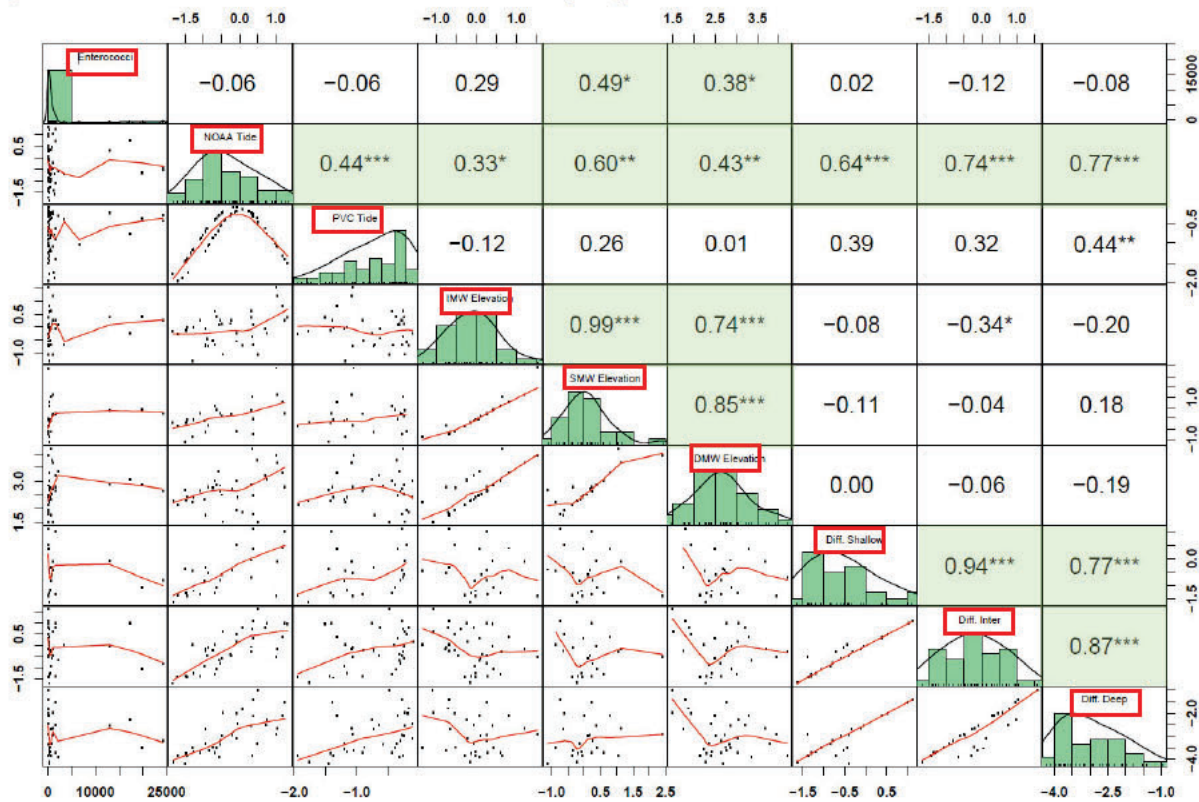 −1.5 0.0 1.0 −1.0 0.5 1.5 1.5 2.5 3.5 −1.5 0.0 1.0
Enterococci −0.06 −0.06 0.29 0.49* 0.38* 0.02 −0.12 −0.08 0 15000
−1.5 0.5 NOAA Tide 0.44*** 0.33* 0.60** 0.43** 0.64*** 0.74*** 0.77***
PVC Tide −0.12 0.26 0.01 0.39 0.32 0.44** −2.0 −0.5
−1.0 0.5 IMW Elevation 0.99*** 0.74*** −0.08 −0.34* −0.20
SMW Elevation 0.85*** −0.11 −0.04 0.18 −1.0 1.0
1.5 3.0 DMW Elevation 0.00 −0.06 −0.19
Diff. Shallow 0.94*** 0.77*** −1.5 0.0
−1.5 0.5 Diff. Inter 0.87***
Diff. Deep −4.0 −2.0
0 10000 25000 −2.0 −1.0 −1.0 0.5 1.5 2.5 −1.5 −0.5 0.5 −4.0 −2.5 −1.0